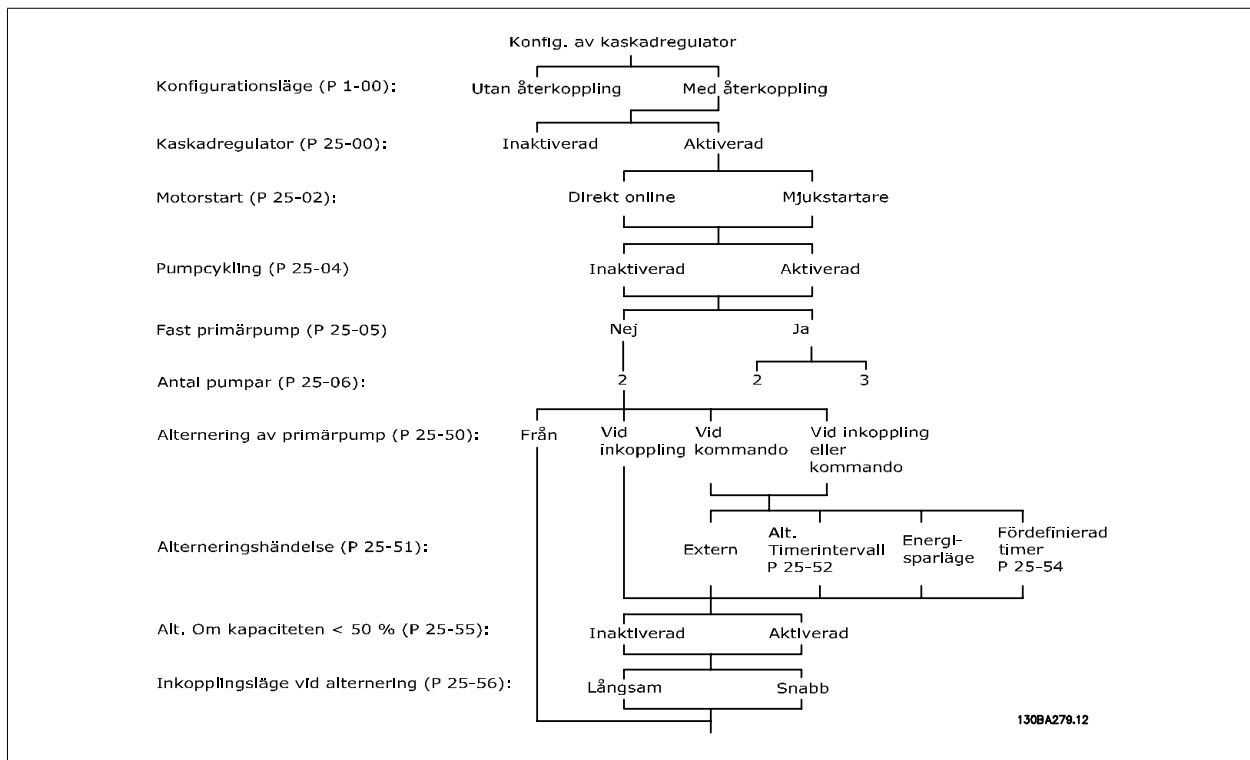 Konfig. av kaskadregulator
Konfigurationsläge (P 1-00):
Utan återkoppling
Med återkoppling
Kaskadregulator (P 25-00):
Inaktiverad
Aktiverad
Motorstart (P 25-02):
Direkt online
Mjukstartare
Pumpcykling (P 25-04)
Inaktiverad
Aktiverad
Fast primärpump (P 25-05)
Nej
Ja
Antal pumpar (P 25-06):
2
2
3
Alternering av primärpump (P 25-50):
Från
Vid
inkoppling
Vid
kommando
Vid inkoppling
eller
kommando
Alterneringshändelse (P 25-51):
Extern
Alt.
Timerintervall
P 25-52
Energi-
sparläge
Fördefinierad
timer
P 25-54
Alt. Om kapaciteten < 50 % (P 25-55):
Inaktiverad
Aktiverad
Inkopplingsläge vid alternering (P 25-56):
Långsam
Snabb
130BA279.12